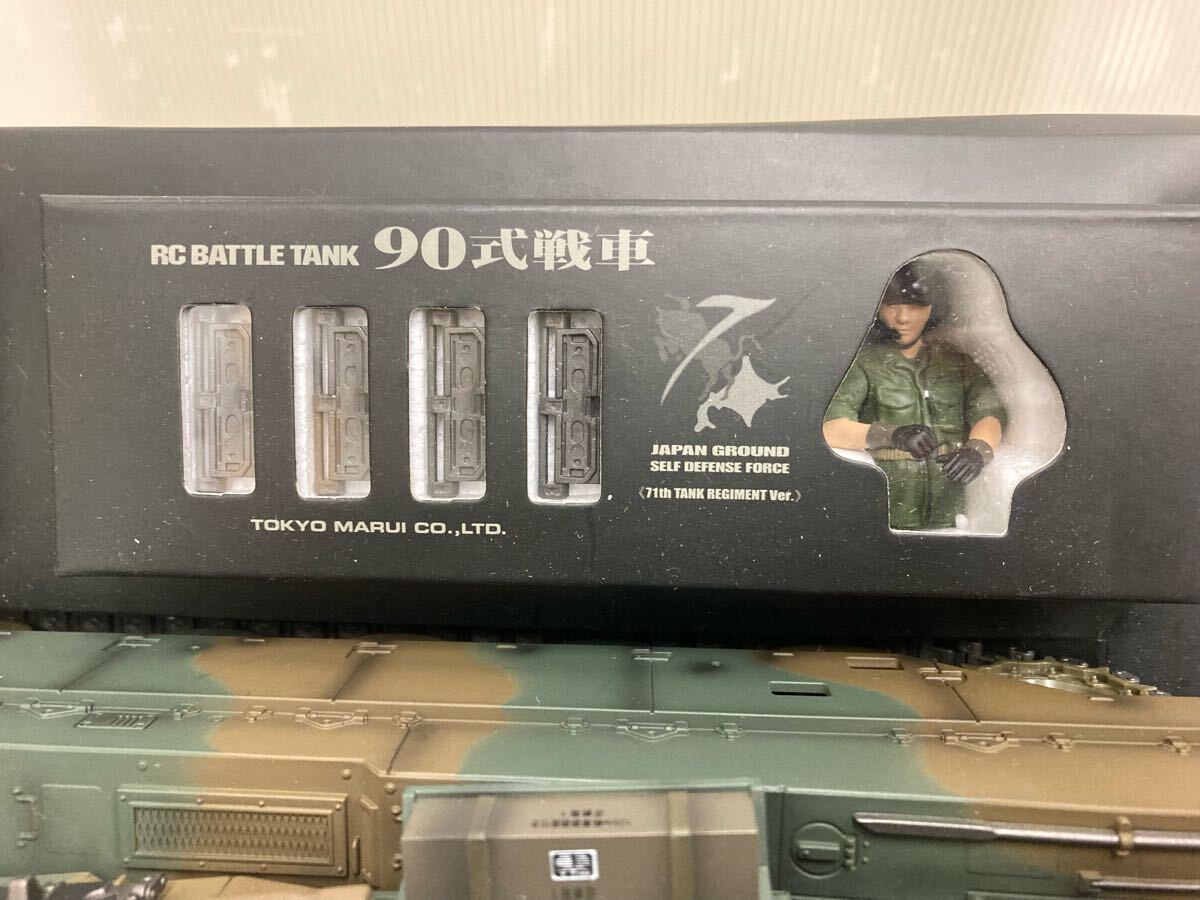 RC BATTLE TANK 90式戦車
7
JAPAN GROUND
SELF DEFENSE FORCE
《71th TANK REGIMENT Ver.》
TOKYO MARUI CO.,LTD.